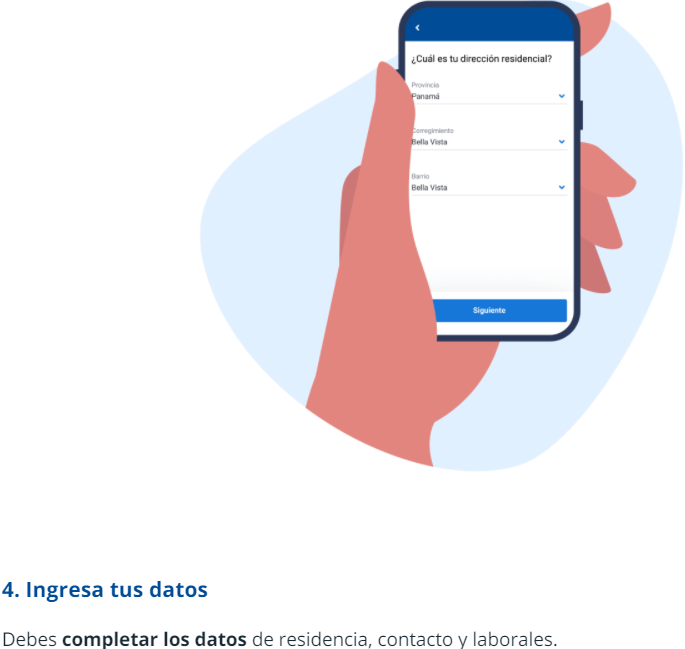 ¿Cuál es tu dirección residencial?
Provincia
Panamá
Corregimiento
Bella Vista
Barrio
Bella Vista
Siguiente
4. Ingresa tus datos
Debes completar los datos de residencia, contacto y laborales.